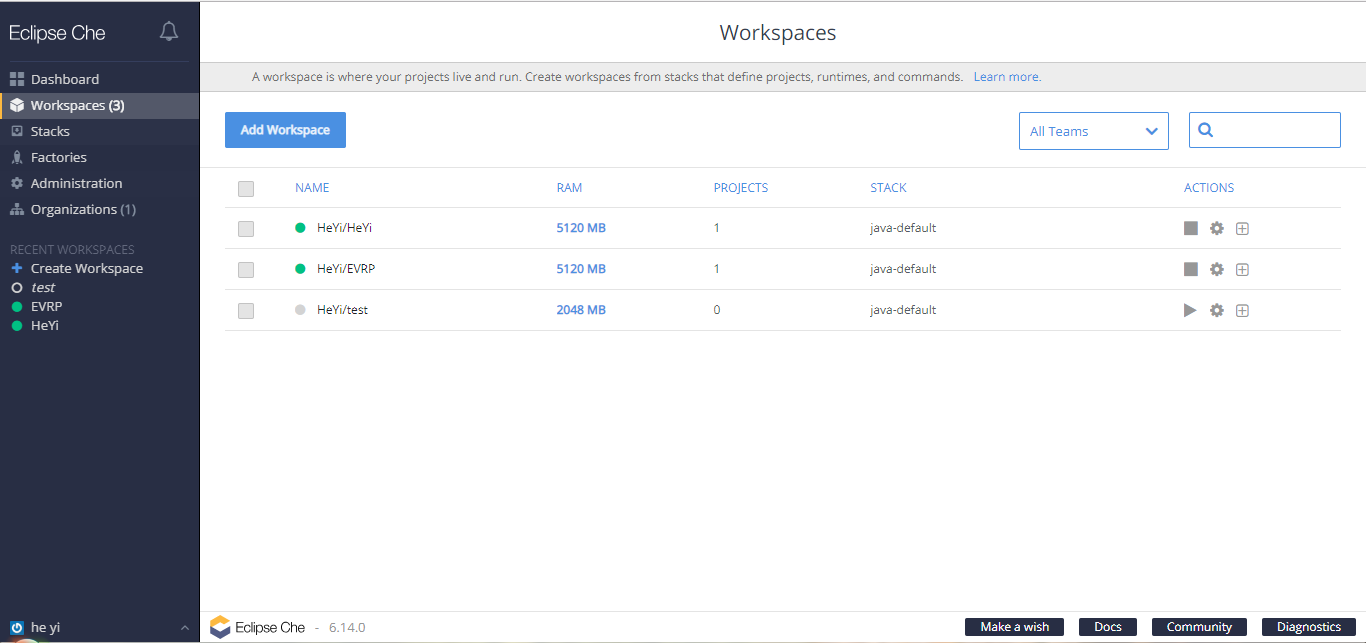 Eclipse Che
Dashboard
Workspaces (3)
Stacks
Factories
Administration
Organizations (1)
RECENT WORKSPACES
Create Workspace
test
EVRP
HeYi
he yi
Workspaces
A workspace is where your projects live and run. Create workspaces from stacks that define projects, runtimes, and commands. Learn more.
Add Workspace
All Teams
NAME RAM PROJECTS STACK ACTIONS
HeYi/HeYi 5120 MB 1 java-default
HeYi/EVRP 5120 MB 1 java-default
HeYi/test 2048 MB 0 java-default
Eclipse Che - 6.14.0
Make a wish Docs Community Diagnostics